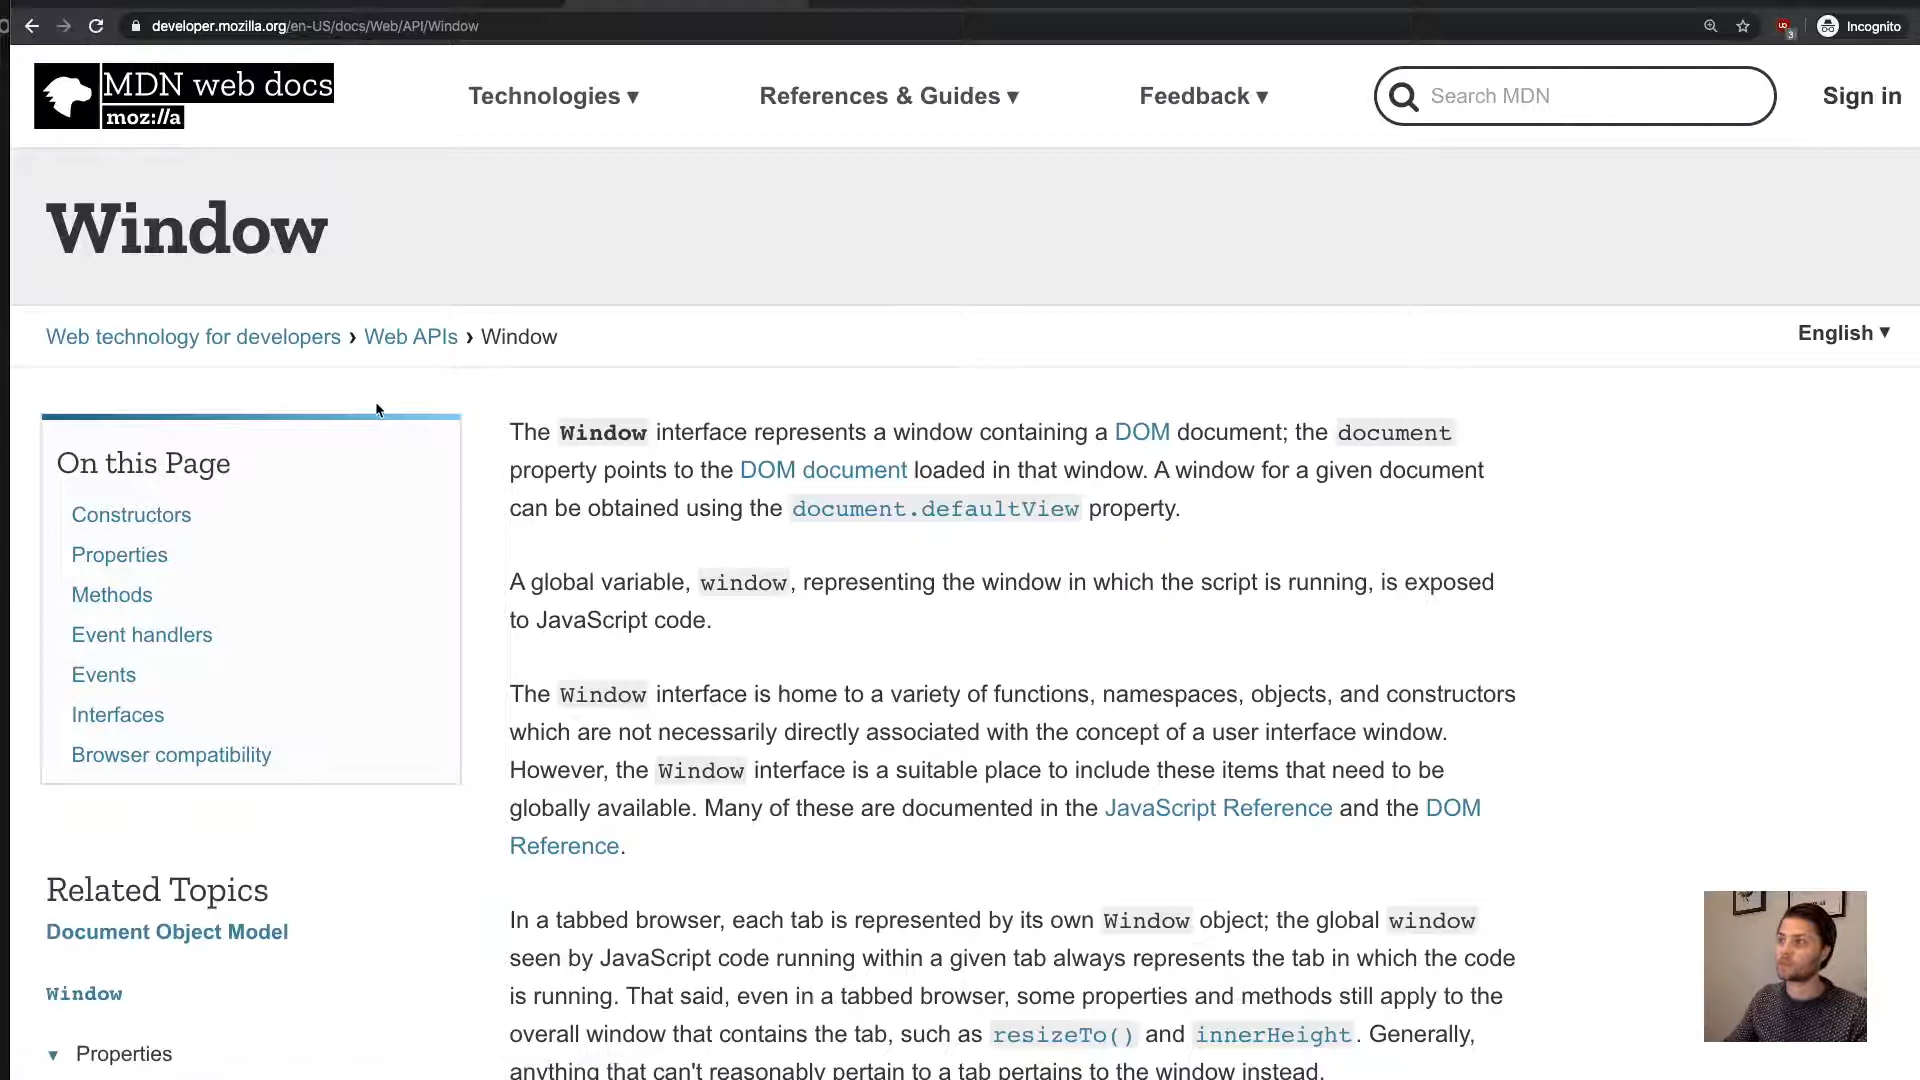 developer.mozilla.org/en-US/docs/Web/API/Window
3
Incognito
MDN web docs
moz://a
Technologies ▾
References & Guides ▾
Feedback ▾
Search MDN
Sign in
Window
Web technology for developers › Web APIs › Window
English ▼
On this Page
Constructors
Properties
Methods
Event handlers
Events
Interfaces
Browser compatibility
Related Topics
Document Object Model
Window
▼ Properties
The Window interface represents a window containing a DOM document; the document
property points to the DOM document loaded in that window. A window for a given document
can be obtained using the document.defaultView property.
A global variable, window, representing the window in which the script is running, is exposed
to JavaScript code.
The Window interface is home to a variety of functions, namespaces, objects, and constructors
which are not necessarily directly associated with the concept of a user interface window.
However, the Window interface is a suitable place to include these items that need to be
globally available. Many of these are documented in the JavaScript Reference and the DOM
Reference.
In a tabbed browser, each tab is represented by its own Window object; the global window
seen by JavaScript code running within a given tab always represents the tab in which the code
is running. That said, even in a tabbed browser, some properties and methods still apply to the
overall window that contains the tab, such as resizeTo() and innerHeight. Generally,
anything that can't reasonably pertain to a tab pertains to the window instead.